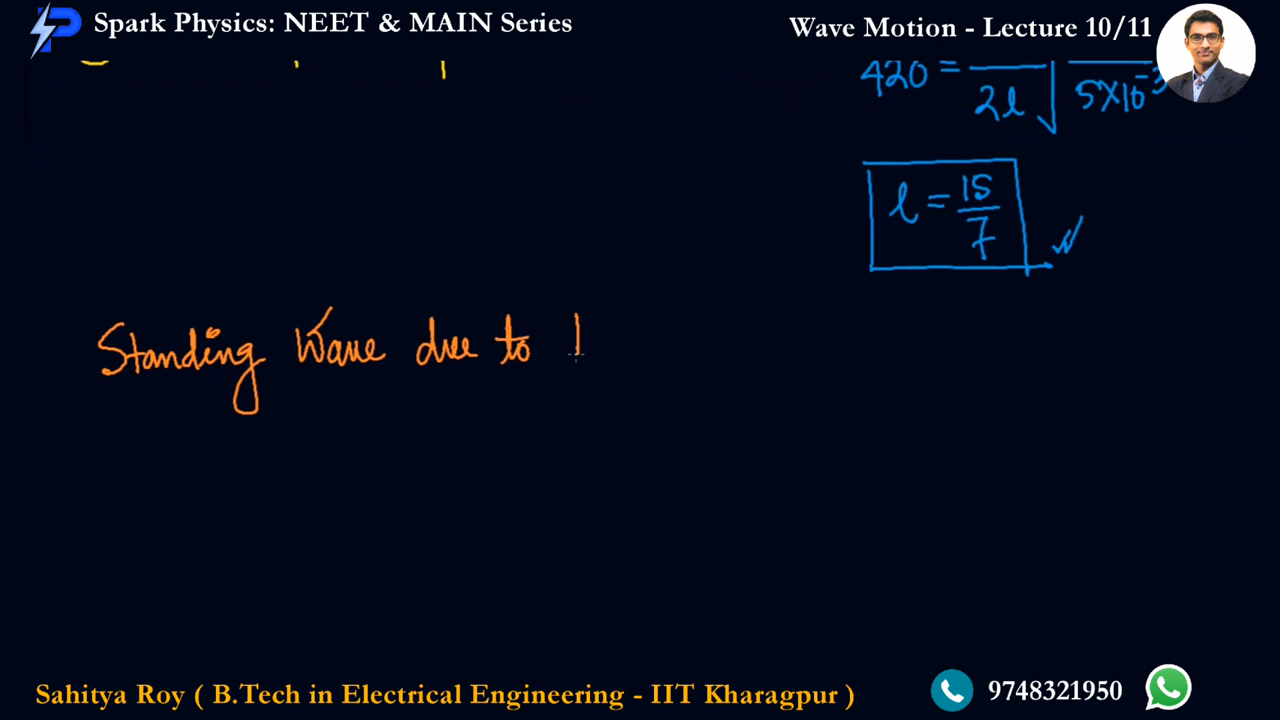 Spark Physics: NEET & MAIN Series
Wave Motion - Lecture 10/11
420 = 2l √ 5×10⁻³
l = 15/7
Standing Wave due to
Sahitya Roy ( B.Tech in Electrical Engineering - IIT Kharagpur )
9748321950